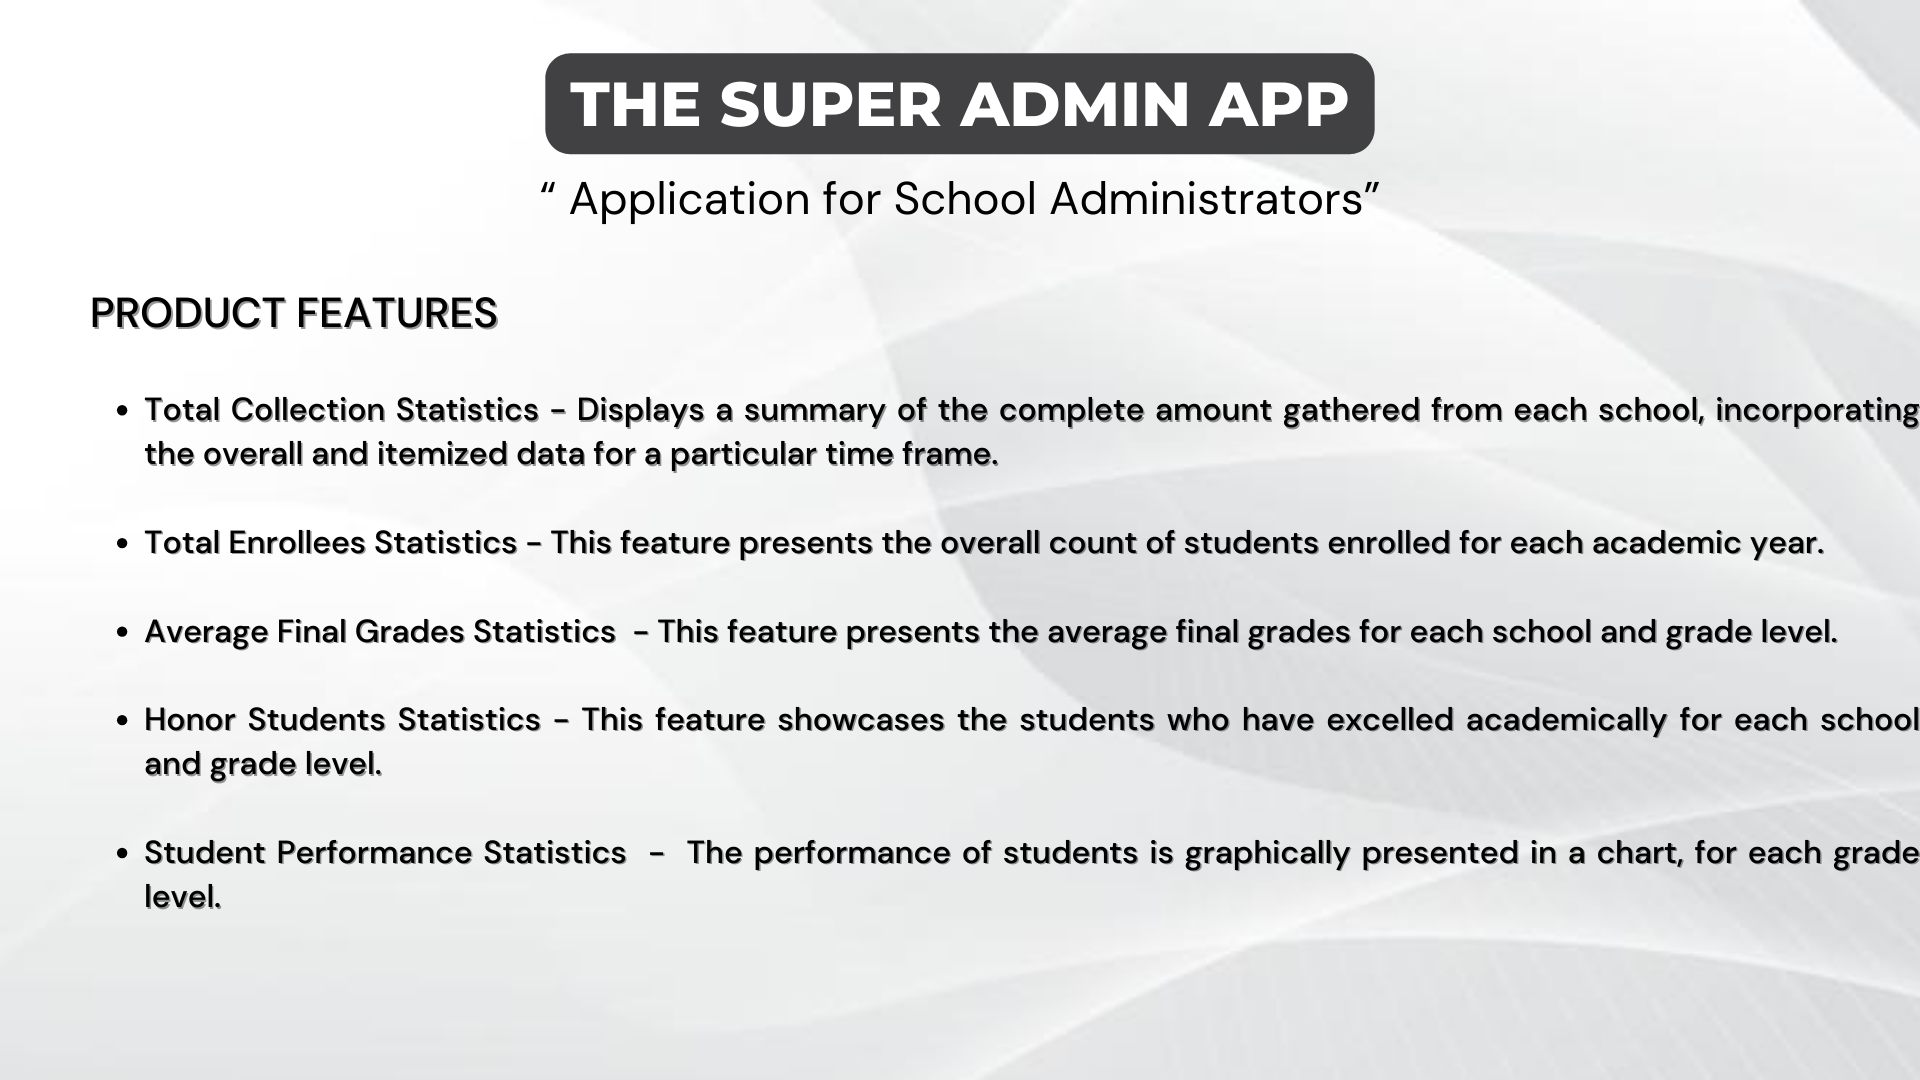 THE SUPER ADMIN APP
“ Application for School Administrators”
PRODUCT FEATURES
• Total Collection Statistics - Displays a summary of the complete amount gathered from each school, incorporating
the overall and itemized data for a particular time frame.
• Total Enrollees Statistics - This feature presents the overall count of students enrolled for each academic year.
• Average Final Grades Statistics - This feature presents the average final grades for each school and grade level.
• Honor Students Statistics - This feature showcases the students who have excelled academically for each school
and grade level.
• Student Performance Statistics - The performance of students is graphically presented in a chart, for each grade
level.